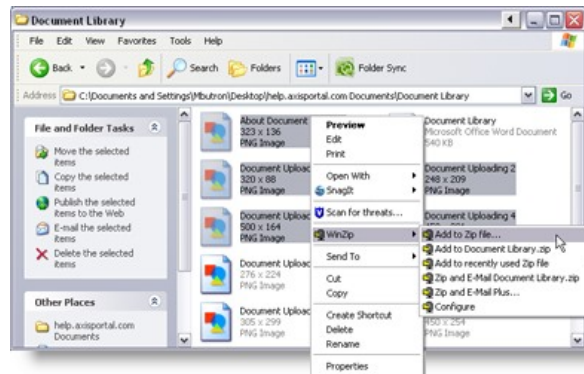 Document Library
File Edit View Favorites Tools Help
Back Search Folders Folder Sync
Address C:\Documents and Settings\Mbutron\Desktop\help.axisportal.com Documents\Document Library Go
File and Folder Tasks
Move the selected items
Copy the selected items
Publish the selected items to the Web
E-mail the selected items
Delete the selected items
Other Places
help.axisportal.com Documents
About Document
323 x 136
PNG Image
Document Library
Microsoft Office Word Document
540 KB
Document Upload
320 x 88
PNG Image
Document Uploading 2
248 x 209
PNG Image
Document Upload
500 x 164
PNG Image
Document Uploading 4
Document Upload
276 x 224
PNG Image
Document Upload
305 x 299
PNG Image
450 x 254
PNG Image
Preview
Edit
Print
Open With
SnagIt
Scan for threats...
WinZip
Send To
Cut
Copy
Create Shortcut
Delete
Rename
Properties
Add to Zip file...
Add to Document Library.zip
Add to recently used Zip file
Zip and E-Mail Document Library.zip
Zip and E-Mail Plus...
Configure